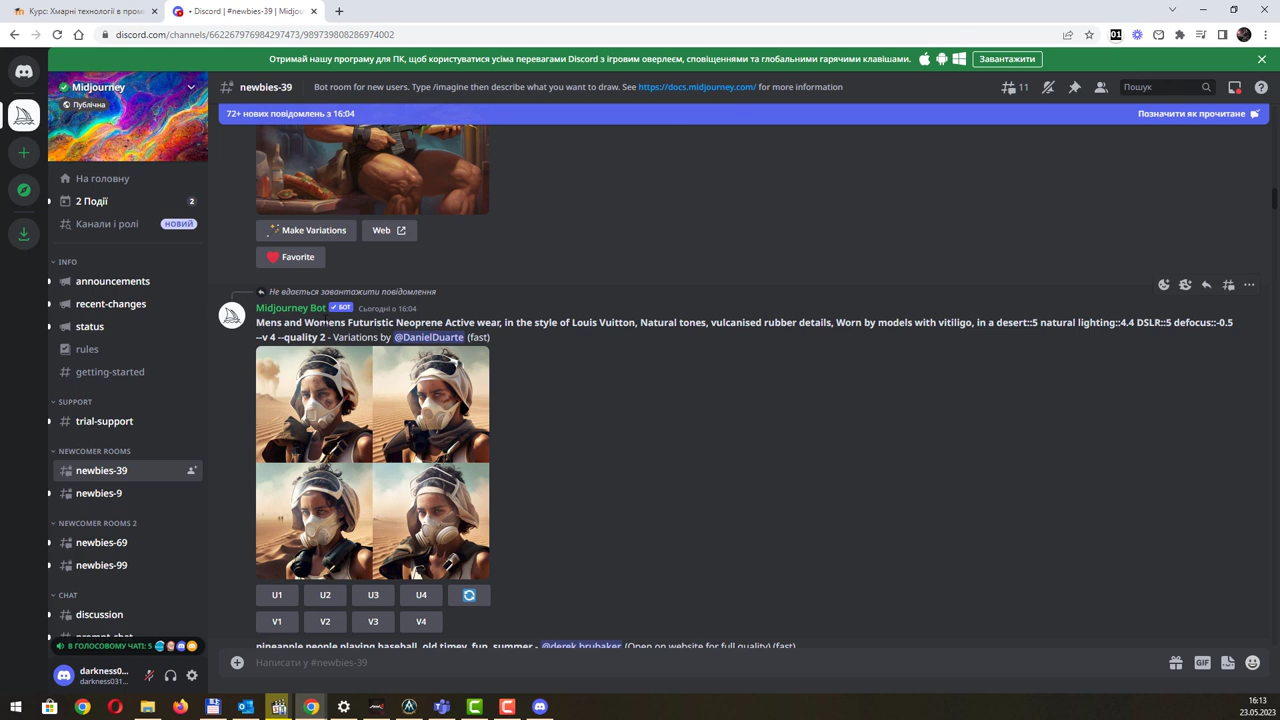 Курс: Хмарні технології в пром
• Discord | #newbies-39 | Midjou
discord.com/channels/662267976984297473/989739808286974002
Отримай нашу програму для ПК, щоб користуватися усіма перевагами Discord з ігровим оверлеєм, сповіщеннями та глобальними гарячими клавішами.
Завантажити
Midjourney
Публічна
newbies-39
Bot room for new users. Type /imagine then describe what you want to draw. See https://docs.midjourney.com/ for more information
11
Пошук
72+ нових повідомлень з 16:04
Позначити як прочитане
На головну
2 Події
2
Канали і ролі
НОВИЙ
INFO
announcements
recent-changes
status
rules
getting-started
SUPPORT
trial-support
NEWCOMER ROOMS
newbies-39
newbies-9
NEWCOMER ROOMS 2
newbies-69
newbies-99
CHAT
discussion
prompt-chat
В ГОЛОСОВОМУ ЧАТІ: 5
darkness0...
darkness031...
Make Variations
Web
Favorite
Не вдається завантажити повідомлення
Midjourney Bot
БОТ
Сьогодні о 16:04
Mens and Womens Futuristic Neoprene Active wear, in the style of Louis Vuitton, Natural tones, vulcanised rubber details, Worn by models with vitiligo, in a desert::5 natural lighting::4.4 DSLR::5 defocus::-0.5
--v 4 --quality 2 - Variations by @DanielDuarte (fast)
U1
U2
U3
U4
V1
V2
V3
V4
pineapple people playing baseball, old timey, fun, summer - @derek.brubaker (Open on website for full quality) (fast)
Написати у #newbies-39
GIF
16:13
23.05.2023